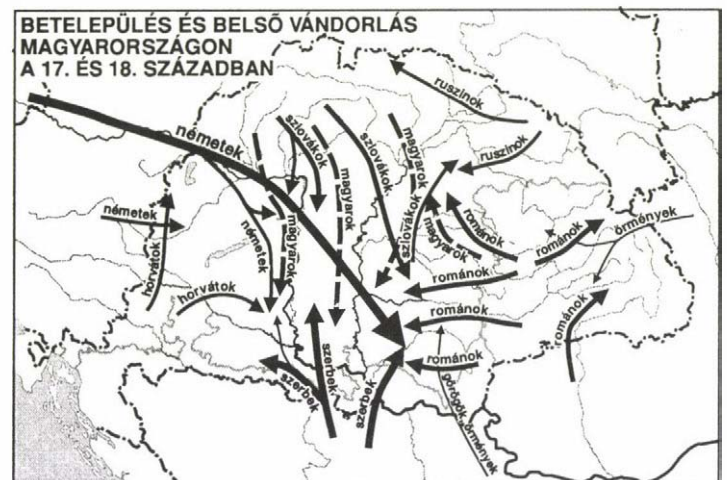 BETELEPÜLÉS ÉS BELSŐ VÁNDORLÁS
MAGYARORSZÁGON
A 17. ÉS 18. SZÁZADBAN
ruszinok
németek
szlovákok
magyarok
szlovákok
magyarok
ruszinok
németek
horvátok
németek
magyarok
szlovákok
magyarok
románok
románok
örmények
horvátok
románok
románok
románok
szerbek
szerbek
szerbek
románok
görögök, örmények